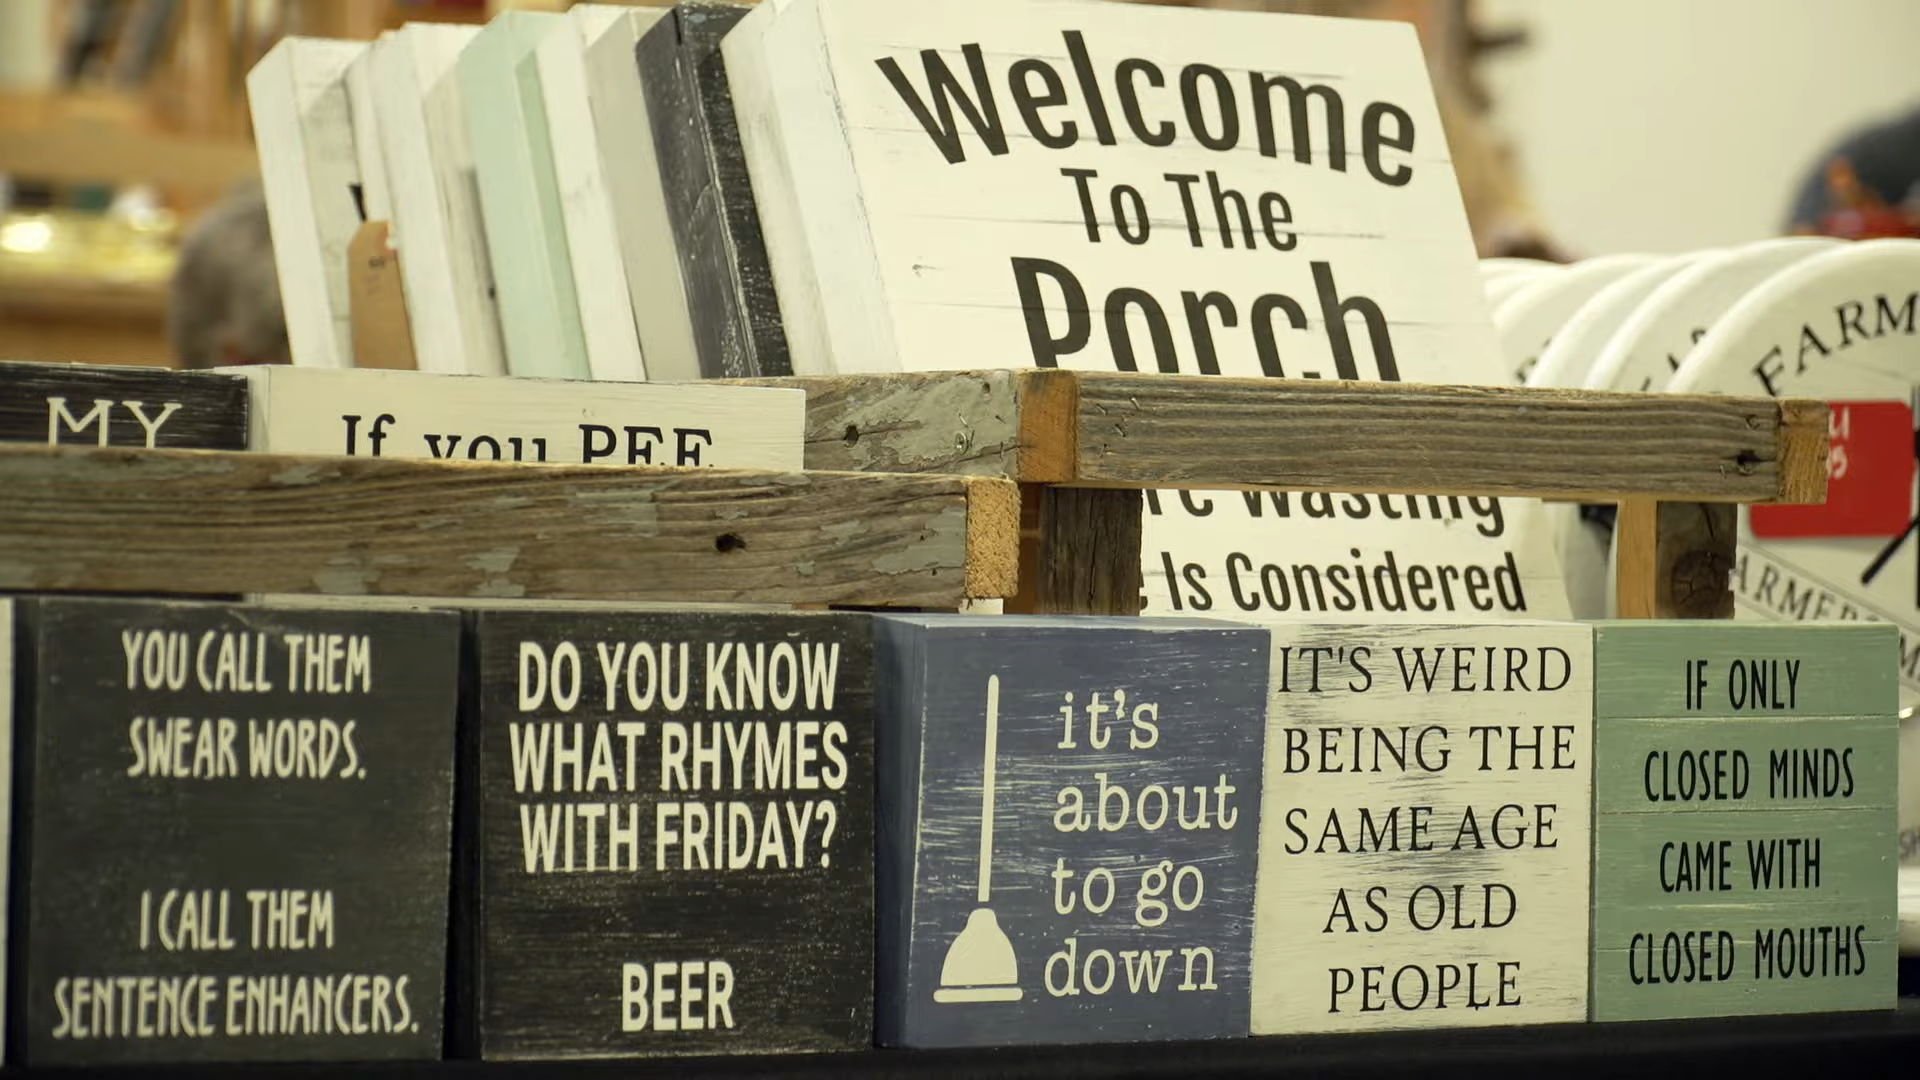 Welcome
To The
Porch
Wasting
Is Considered
FARM
MY
If you PEE
YOU CALL THEM
SWEAR WORDS.
I CALL THEM
SENTENCE ENHANCERS.
DO YOU KNOW
WHAT RHYMES
WITH FRIDAY?
BEER
it's
about
to go
down
IT'S WEIRD
BEING THE
SAME AGE
AS OLD
PEOPLE
IF ONLY
CLOSED MINDS
CAME WITH
CLOSED MOUTHS